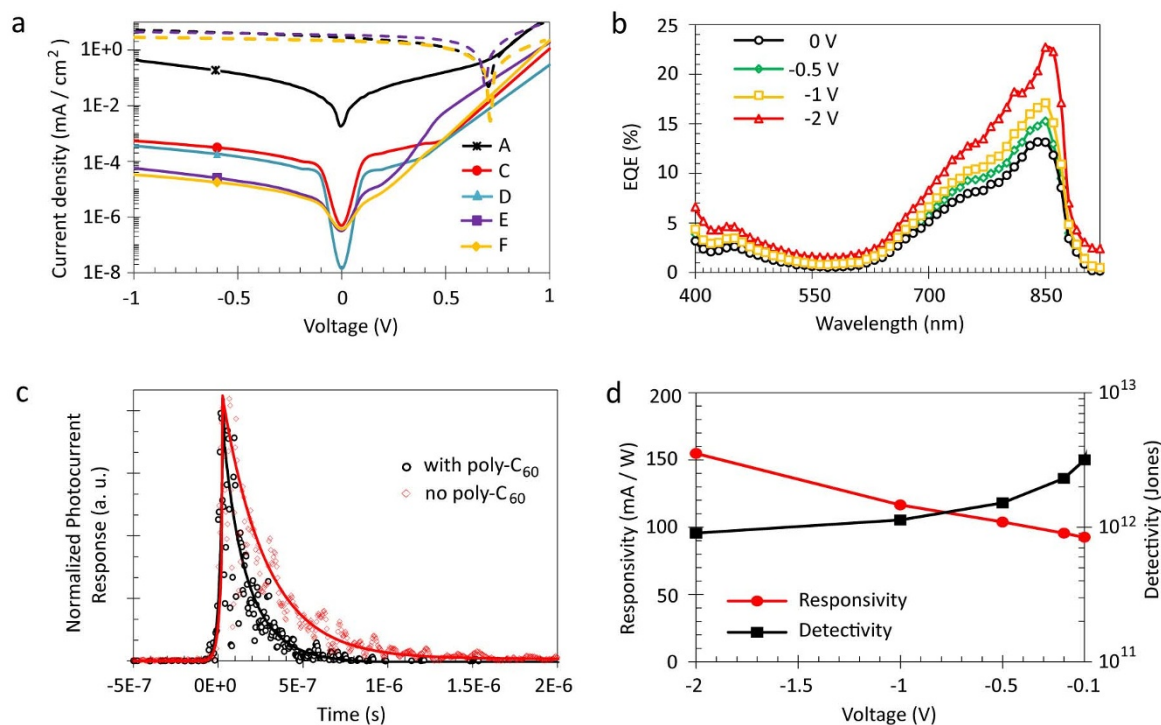 a
Current density (mA / cm²)
1E+0
1E-2
1E-4
1E-6
1E-8
A
C
D
E
F
-1
-0.5
0
0.5
1
Voltage (V)
b
EQE (%)
25
20
15
10
5
0
0 V
-0.5 V
-1 V
-2 V
400
550
700
850
Wavelength (nm)
c
Normalized Photocurrent
Response (a. u.)
with poly-C₆₀
no poly-C₆₀
-5E-7
0E+0
5E-7
1E-6
1.5E-6
2E-6
Time (s)
d
Responsivity (mA / W)
200
150
100
50
0
Responsivity
Detectivity
10¹³
10¹²
10¹¹
Detectivity (Jones)
-2
-1.5
-1
-0.5
-0.1
Voltage (V)